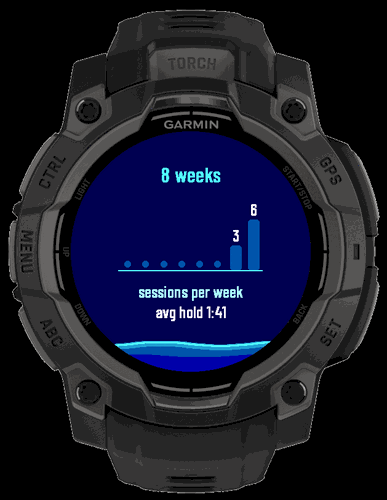 TORCH
GARMIN
CTRL
GPS
LIGHT
START/STOP
8 weeks
6
3
MENU
UP
sessions per week
avg hold 1:41
DOWN
BACK
ABC
SET